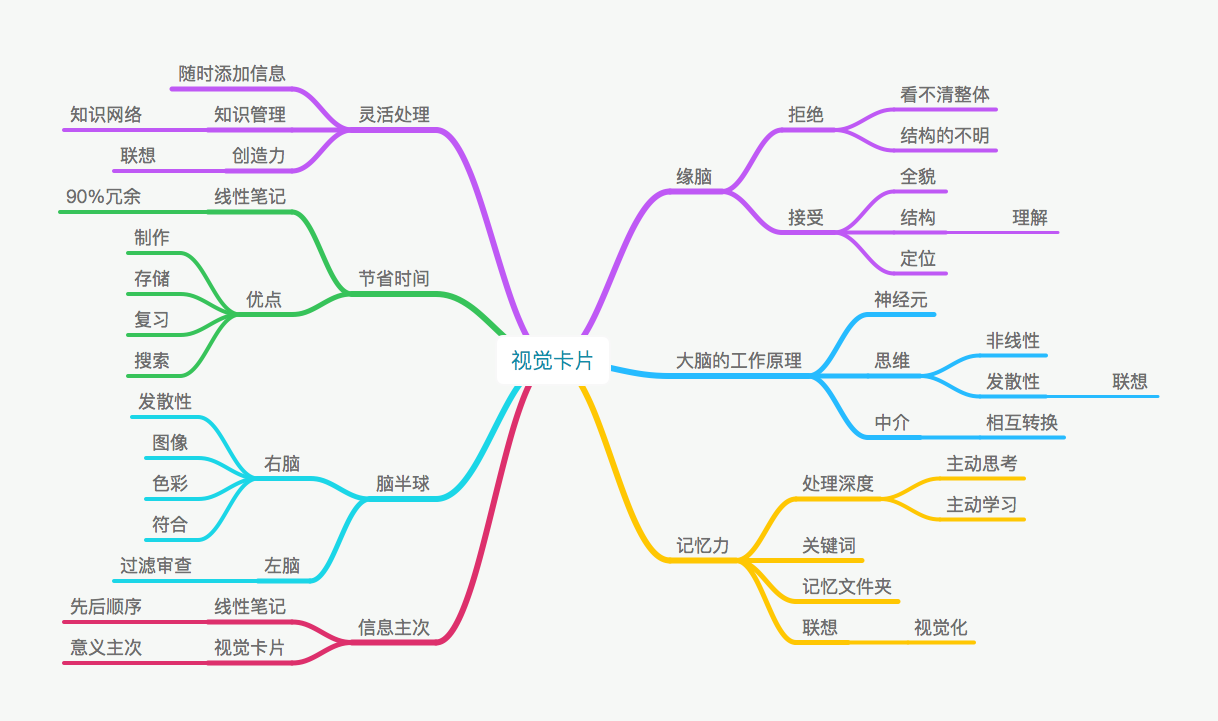 视觉卡片
缘脑
拒绝
看不清整体
结构的不明
接受
全貌
结构
理解
定位
大脑的工作原理
神经元
思维
非线性
发散性
联想
中介
相互转换
记忆力
处理深度
主动思考
主动学习
关键词
记忆文件夹
联想
视觉化
灵活处理
随时添加信息
知识管理
知识网络
创造力
联想
节省时间
线性笔记
90%冗余
优点
制作
存储
复习
搜索
脑半球
右脑
发散性
图像
色彩
符合
左脑
过滤审查
信息主次
线性笔记
先后顺序
视觉卡片
意义主次